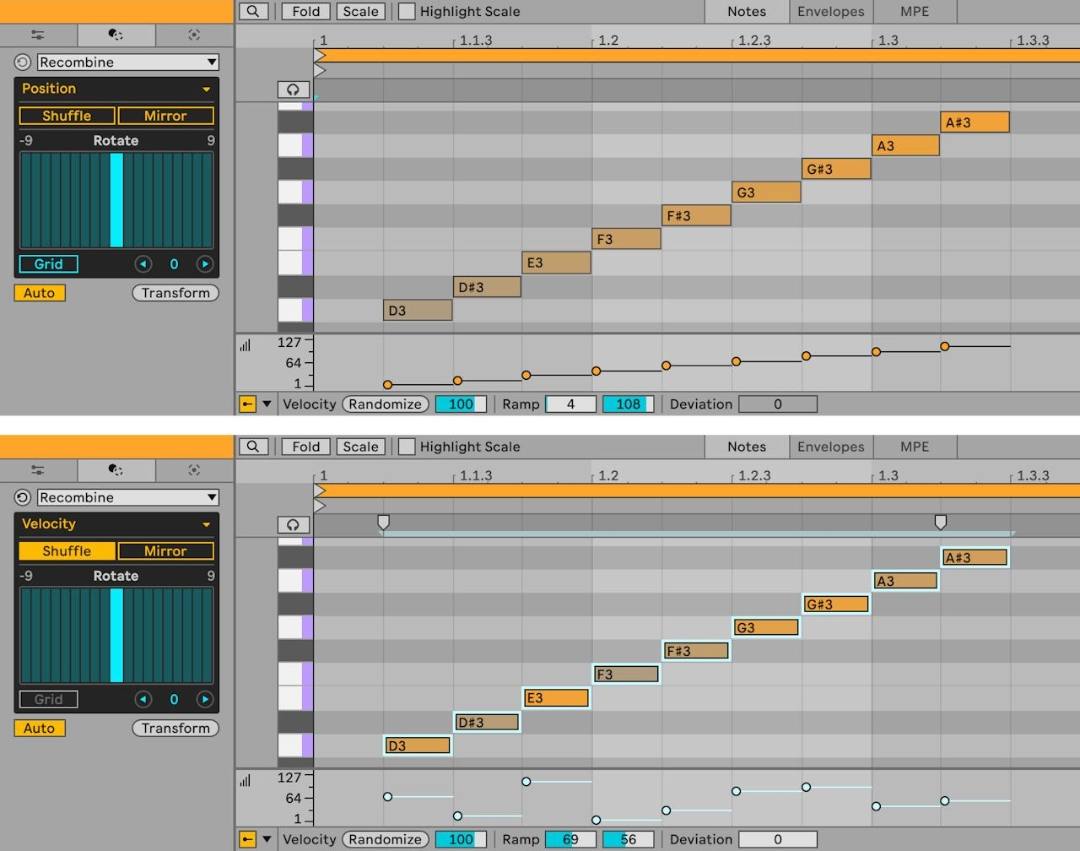 Fold Scale Highlight Scale Notes Envelopes MPE
Recombine 1 1.1.3 1.2 1.2.3 1.3 1.3.3
Position
Shuffle Mirror
-9 Rotate 9
Grid 0
Auto Transform
A#3
A3
G#3
G3
F#3
F3
E3
D#3
D3
127
64
1
Velocity Randomize 100 Ramp 4 108 Deviation 0
Fold Scale Highlight Scale Notes Envelopes MPE
Recombine 1 1.1.3 1.2 1.2.3 1.3 1.3.3
Velocity
Shuffle Mirror
-9 Rotate 9
Grid 0
Auto Transform
A#3
A3
G#3
G3
F#3
F3
E3
D#3
D3
127
64
1
Velocity Randomize 100 Ramp 69 56 Deviation 0